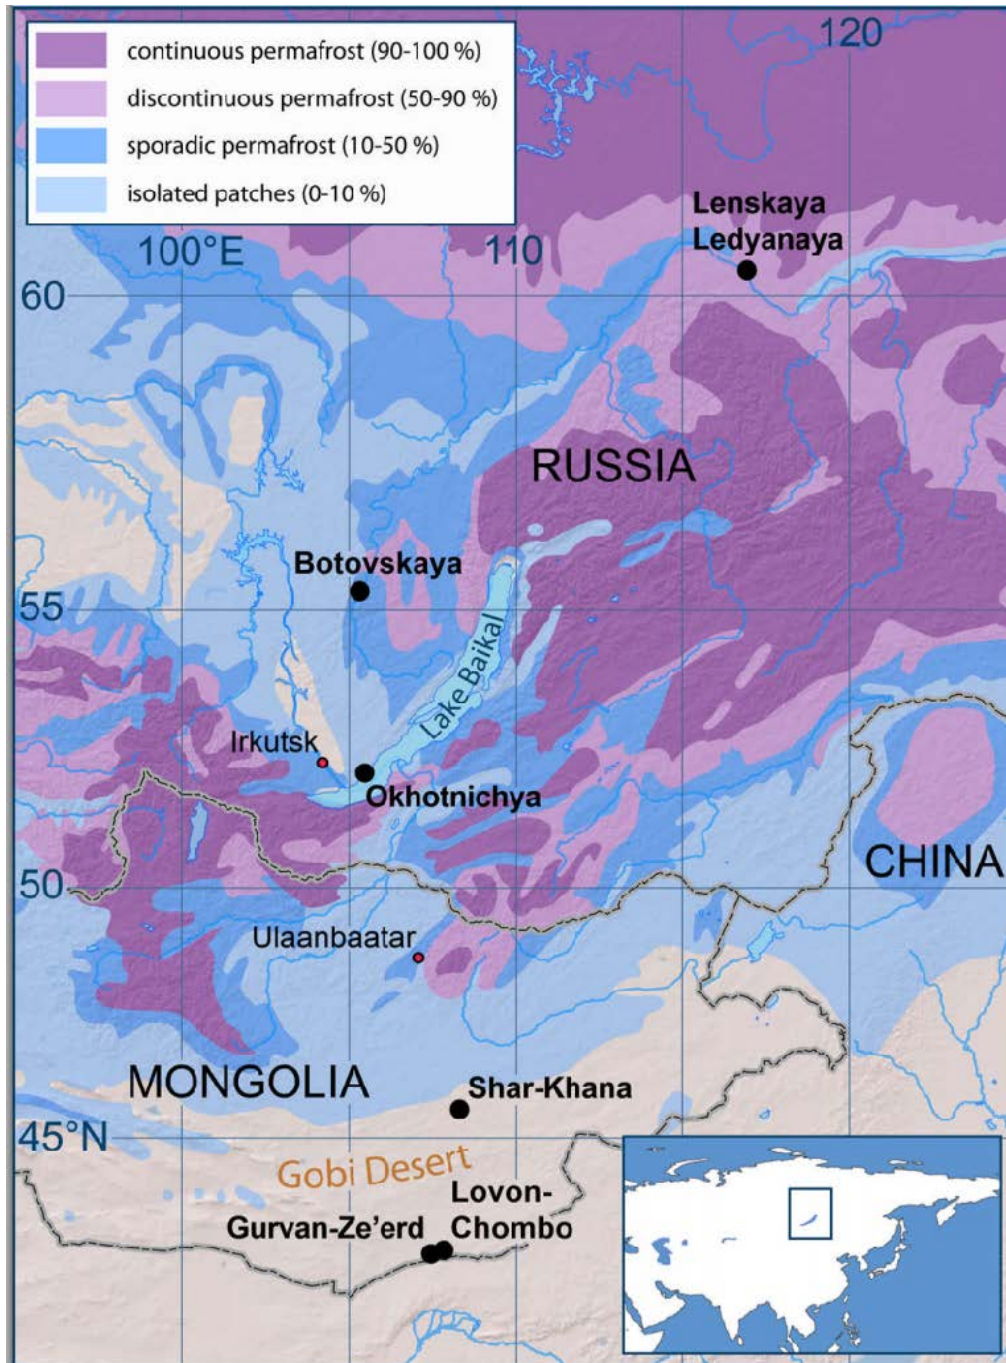 continuous permafrost (90-100 %)
discontinuous permafrost (50-90 %)
sporadic permafrost (10-50 %)
isolated patches (0-10 %)
120
Lenskaya
Ledyanaya
100°E
110
60
RUSSIA
Botovskaya
55
Lake Baikal
Irkutsk
Okhotnichya
CHINA
50
Ulaanbaatar
MONGOLIA
Shar-Khana
45°N
Gobi Desert
Lovon-
Chombo
Gurvan-Ze'erd